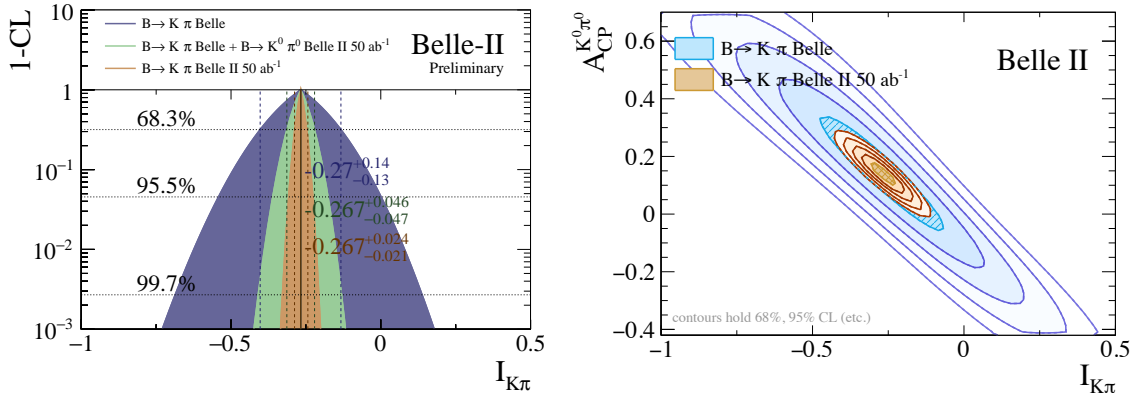 1-CL
10
1
10⁻¹
10⁻²
10⁻³
B→ K π Belle
B→ K π Belle + B→ K⁰ π⁰ Belle II 50 ab⁻¹
B→ K π Belle II 50 ab⁻¹
Belle-II
Preliminary
68.3%
95.5%
99.7%
-0.27 +0.14 -0.13
-0.267 +0.046 -0.047
-0.267 +0.024 -0.021
-1 -0.5 0 0.5
I_Kπ
A_CP^K⁰π⁰
0.6
0.4
0.2
0
−0.2
−0.4
B→ K π Belle
B→ K π Belle II 50 ab⁻¹
Belle II
contours hold 68%, 95% CL (etc.)
−1 −0.5 0 0.5
I_Kπ